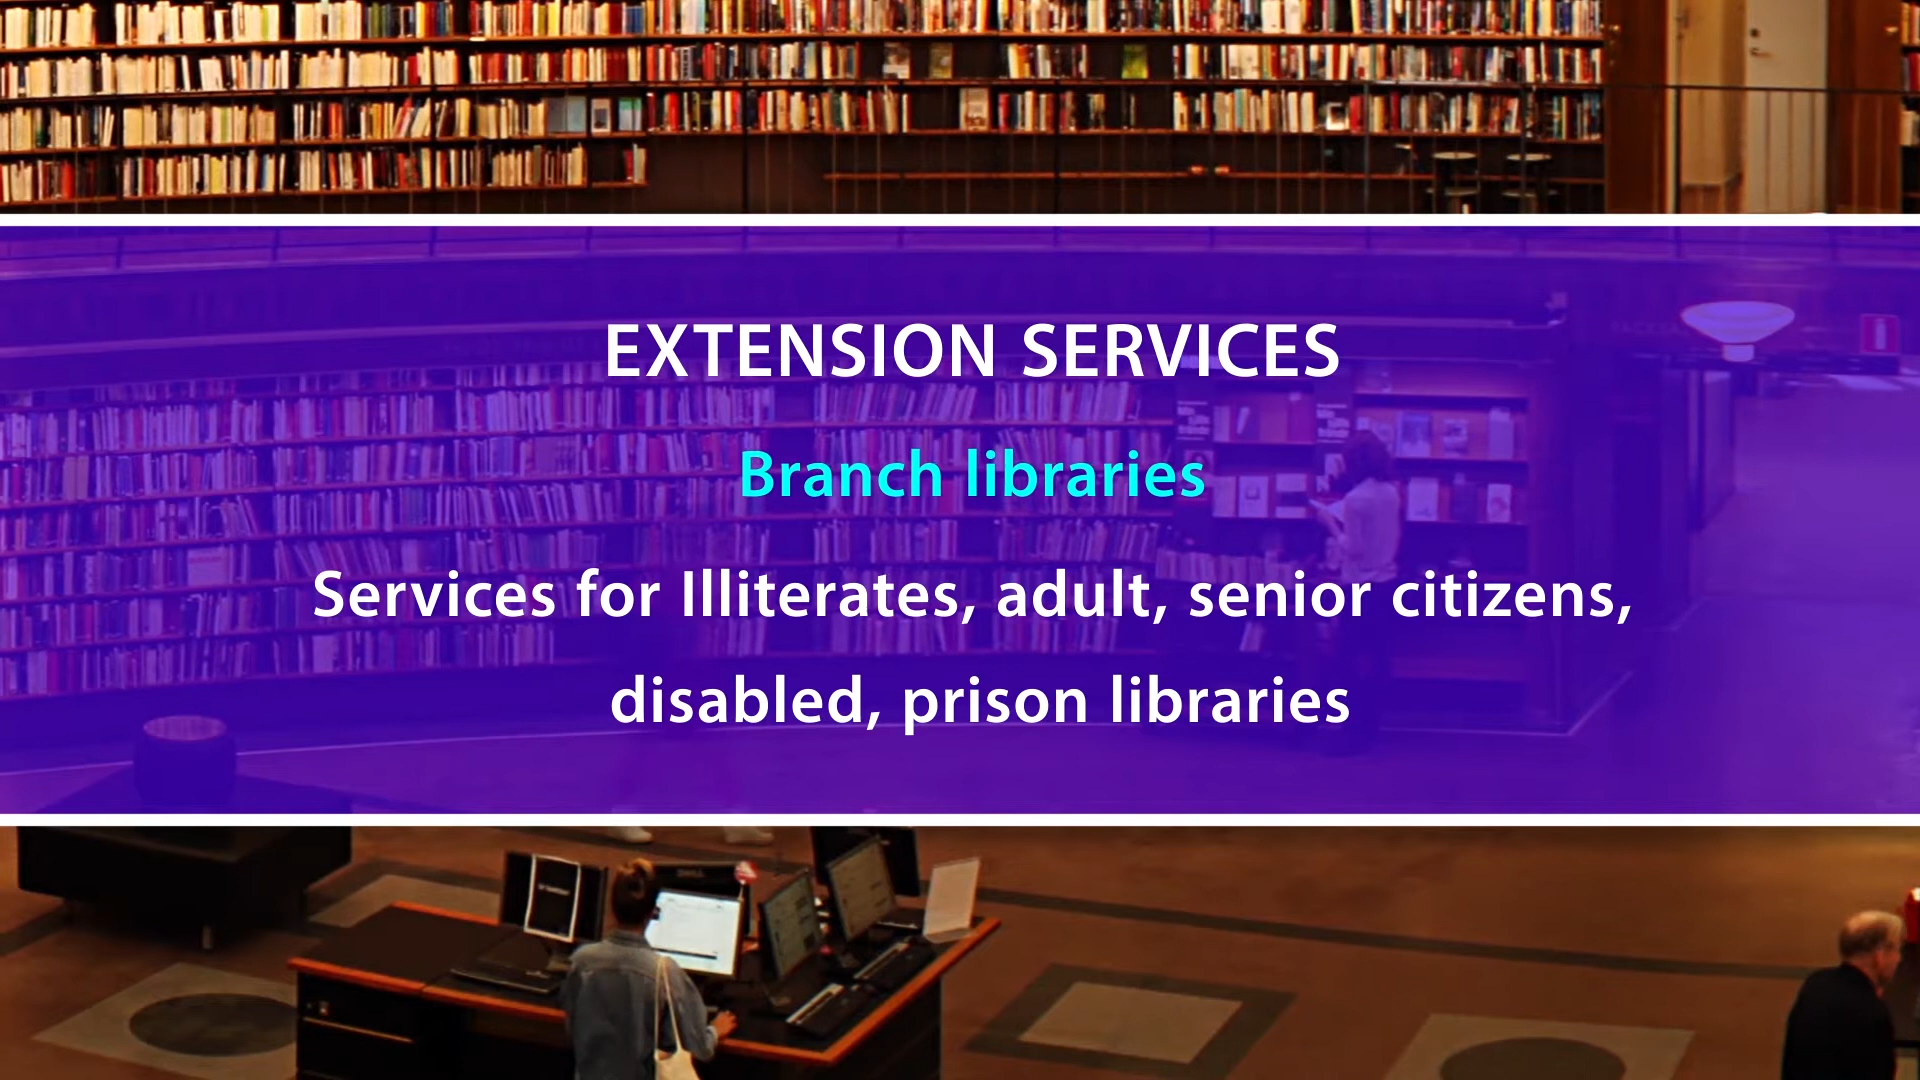 EXTENSION SERVICES
Branch libraries
Services for Illiterates, adult, senior citizens,
disabled, prison libraries